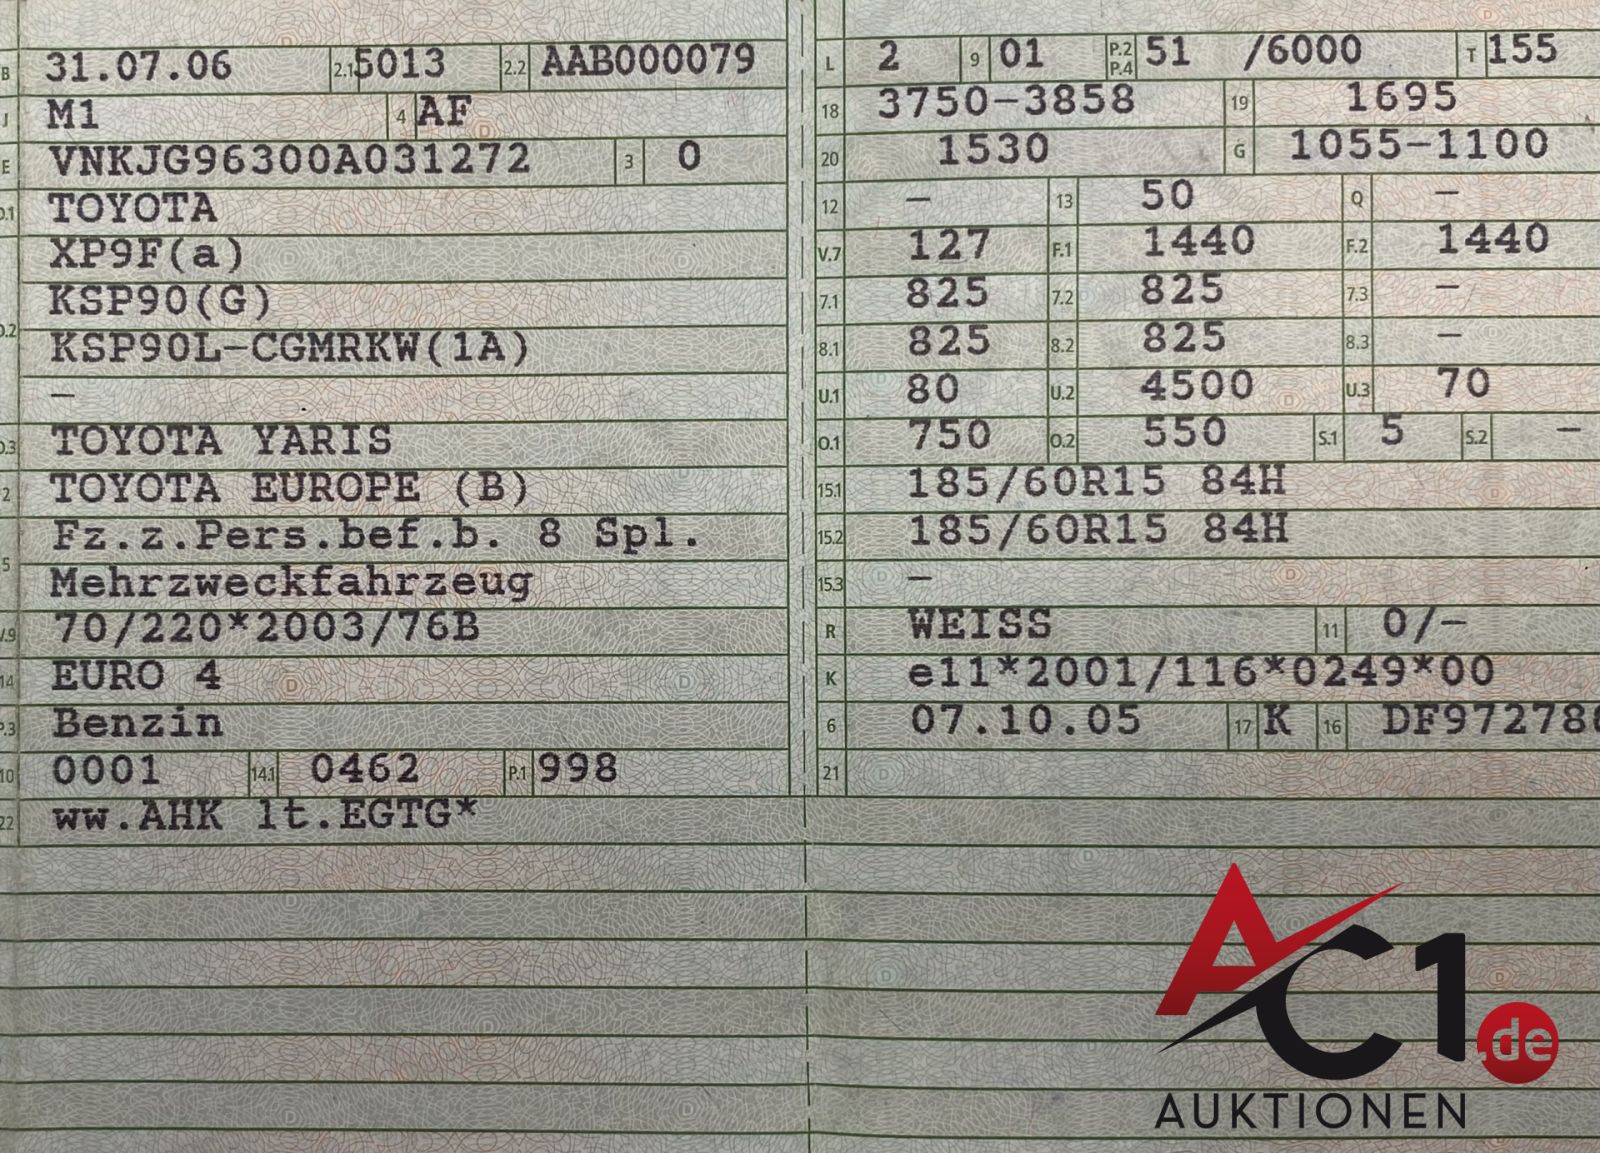 B 31.07.06 2.1 5013 2.2 AAB000079
J M1 4 AF
E VNKJG96300A031272 3 0
D.1 TOYOTA
XP9F(a)
D.2 KSP90(G)
KSP90L-CGMRKW(1A)
–
D.3 TOYOTA YARIS
2 TOYOTA EUROPE (B)
5 Fz.z.Pers.bef.b. 8 Spl.
Mehrzweckfahrzeug
V.9 70/220*2003/76B
14 EURO 4
P.3 Benzin
10 0001 14.1 0462 P.1 998
22 ww.AHK lt.EGTG*
L 2 9 01 P.2 P.4 51 /6000 T 155
18 3750-3858 19 1695
20 1530 G 1055-1100
12 – 13 50 Q –
V.7 127 F.1 1440 F.2 1440
7.1 825 7.2 825 7.3 –
8.1 825 8.2 825 8.3 –
U.1 80 U.2 4500 U.3 70
O.1 750 O.2 550 S.1 5 S.2 –
15.1 185/60R15 84H
15.2 185/60R15 84H
15.3 –
R WEISS 11 0/–
K e11*2001/116*0249*00
6 07.10.05 17 K 16 DF972786
21
AC1.de
AUKTIONEN